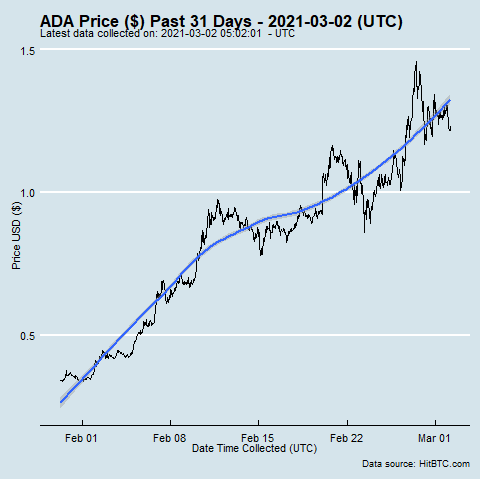 ADA Price ($) Past 31 Days - 2021-03-02 (UTC)
Latest data collected on: 2021-03-02 05:02:01 - UTC
1.5
1.0
0.5
Price USD ($)
Feb 01 Feb 08 Feb 15 Feb 22 Mar 01
Date Time Collected (UTC)
Data source: HitBTC.com